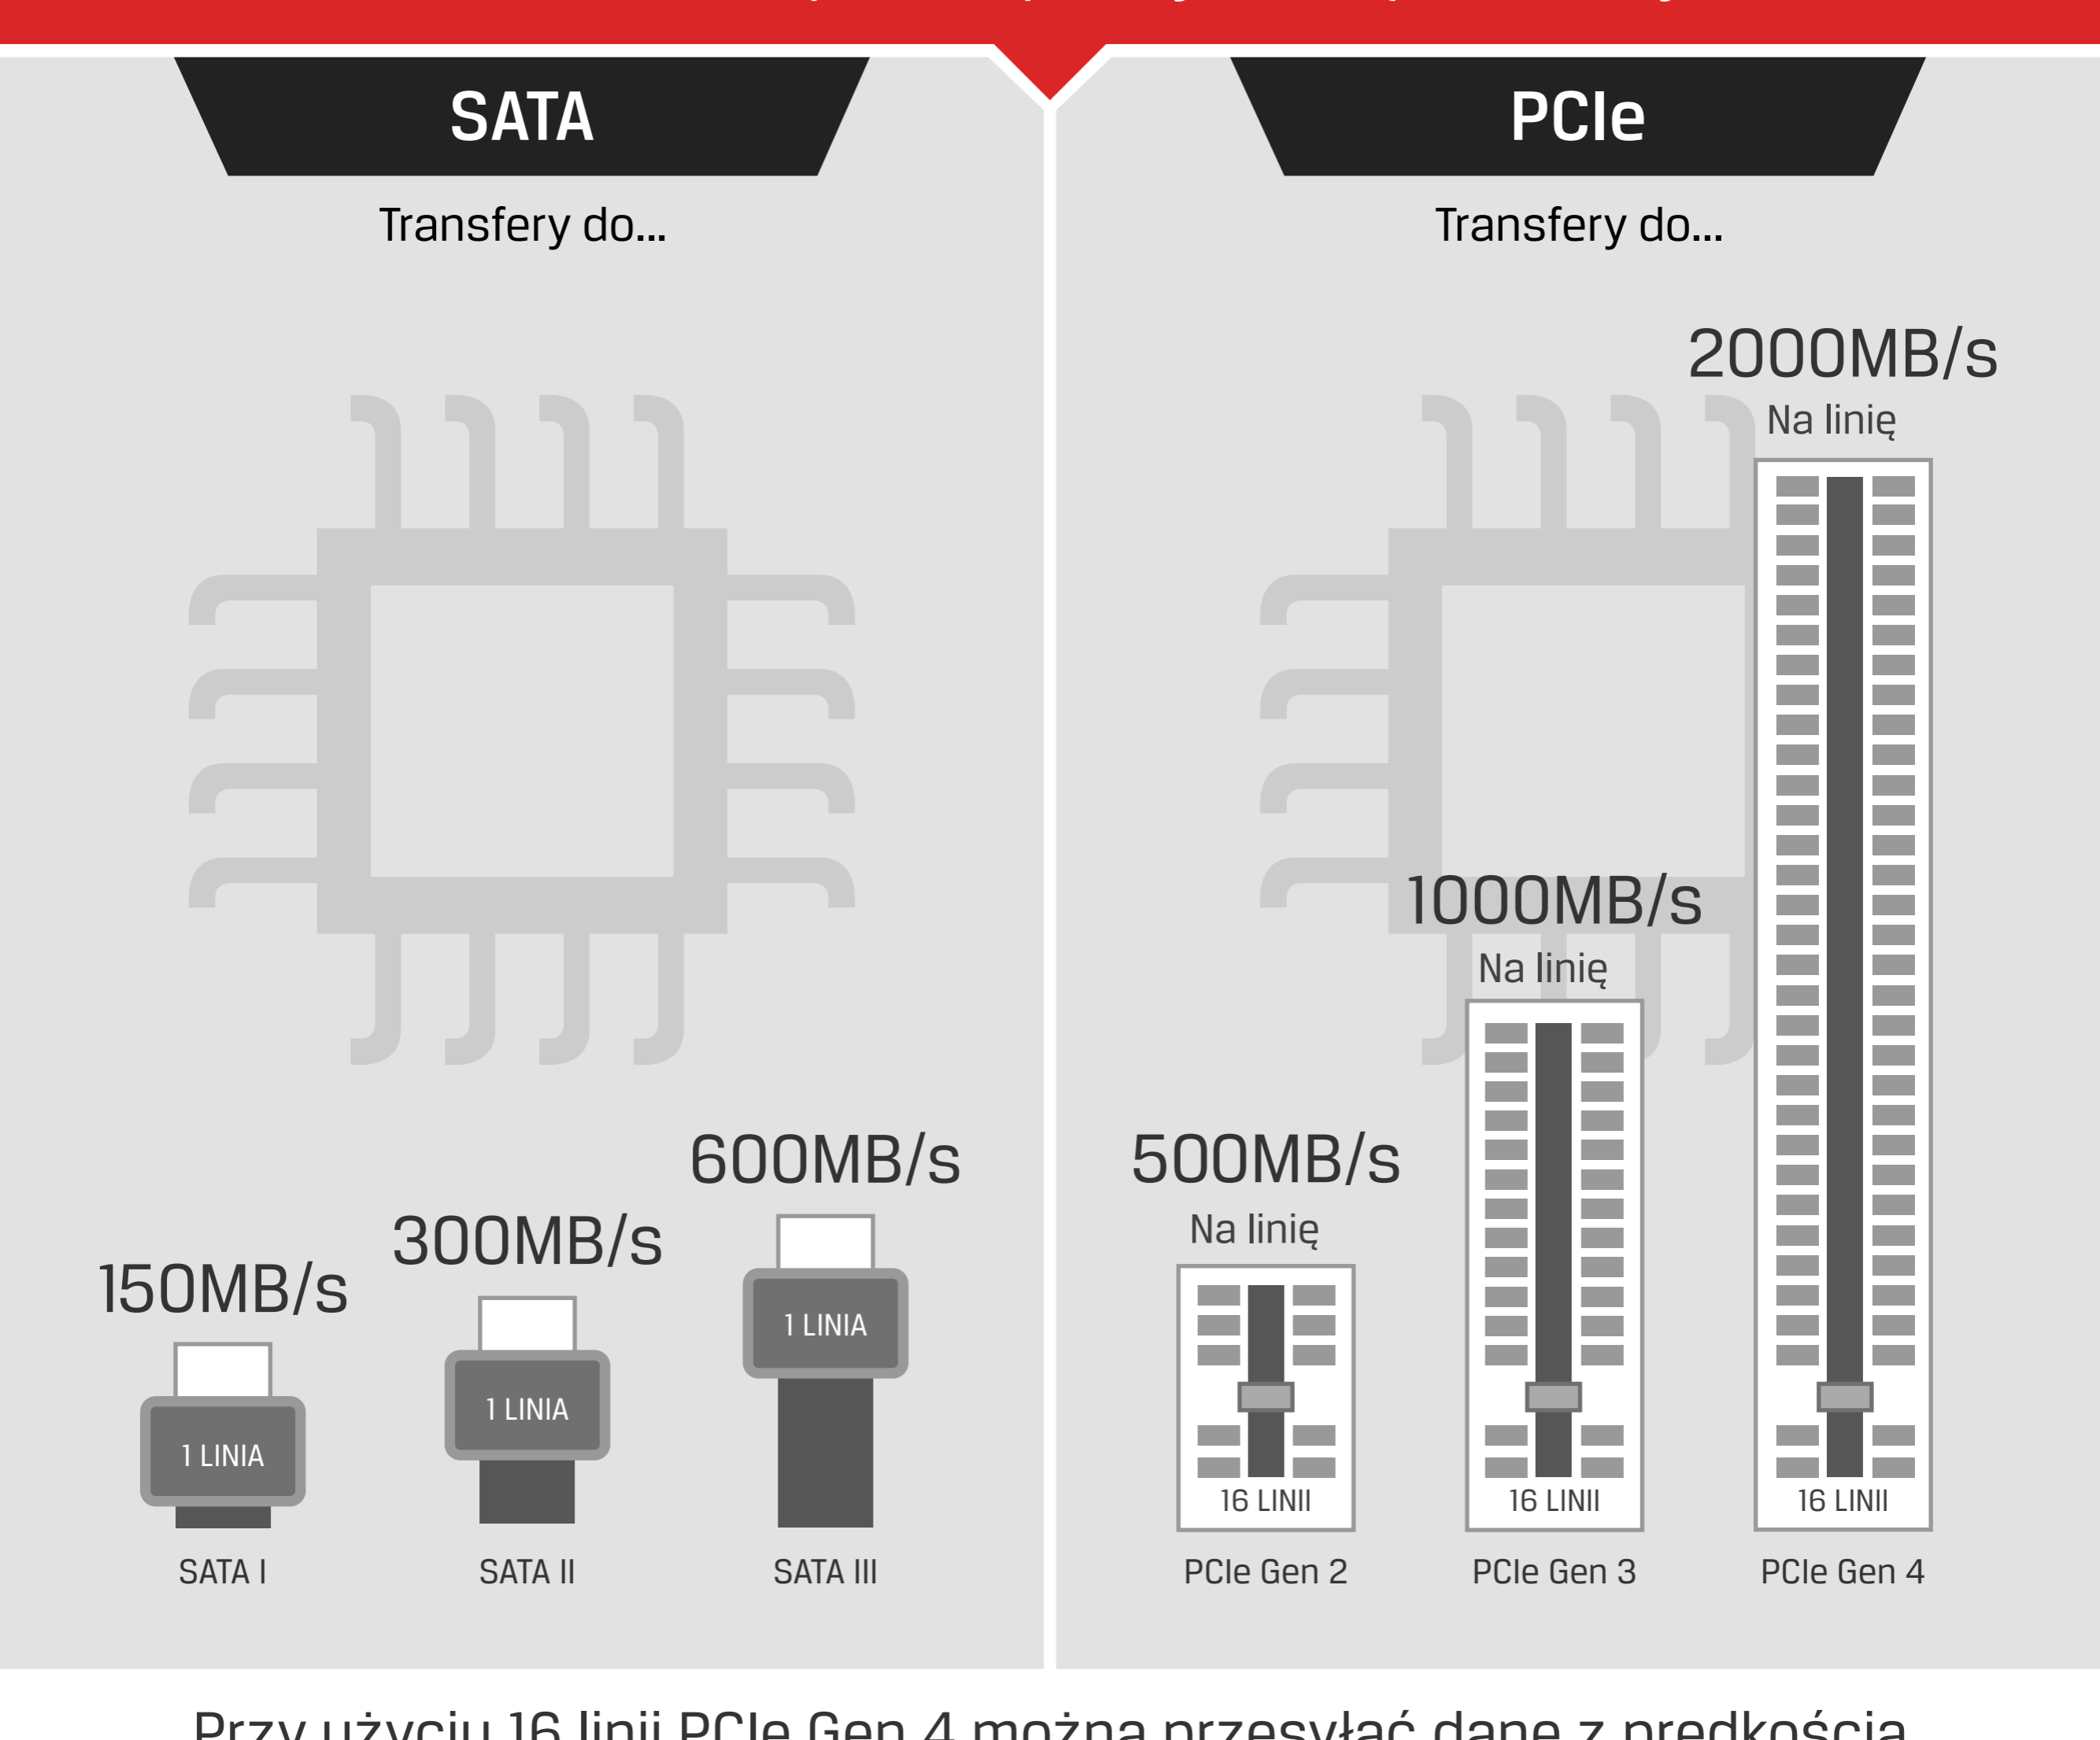 SATA
Transfery do...
150MB/s
1 LINIA
SATA I
300MB/s
1 LINIA
SATA II
600MB/s
1 LINIA
SATA III
PCIe
Transfery do...
500MB/s
Na linię
16 LINII
PCIe Gen 2
1000MB/s
Na linię
16 LINII
PCIe Gen 3
2000MB/s
Na linię
16 LINII
PCIe Gen 4
Przy użyciu 16 linii PCIe Gen 4 można przesyłać dane z prędkością